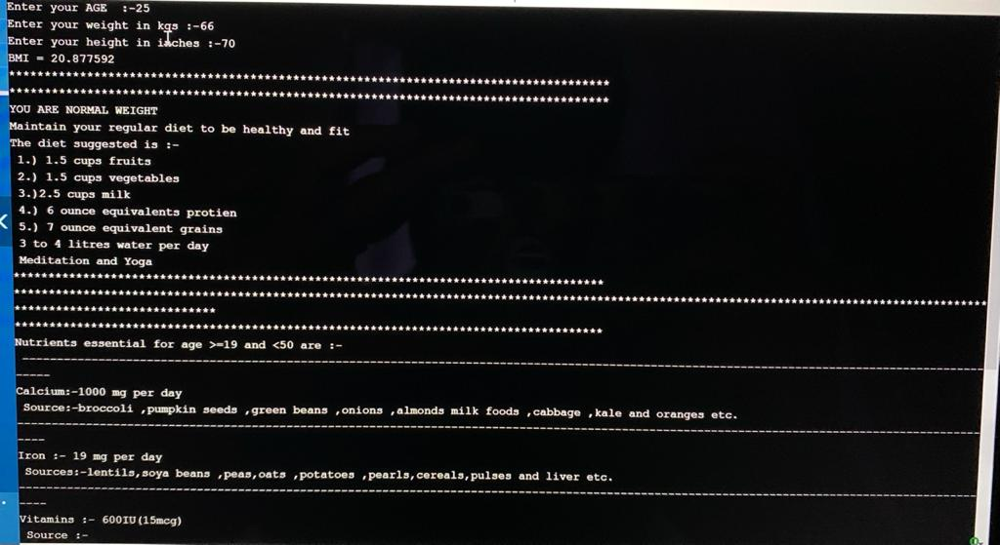 Enter your AGE :-25
Enter your weight in kgs :-66
Enter your height in inches :-70
BMI = 20.877592
*************************************************************************************
*************************************************************************************
YOU ARE NORMAL WEIGHT
Maintain your regular diet to be healthy and fit
The diet suggested is :-
1.) 1.5 cups fruits
2.) 1.5 cups vegetables
3.)2.5 cups milk
4.) 6 ounce equivalents protien
5.) 7 ounce equivalent grains
3 to 4 litres water per day
Meditation and Yoga
*************************************************************************************
*******************************************************************************************************************************************
*****************************
*************************************************************************************
Nutrients essential for age >=19 and <50 are :-
-------------------------------------------------------------------------------------------------------------------------------------------
-----
Calcium:-1000 mg per day
Source:-broccoli ,pumpkin seeds ,green beans ,onions ,almonds milk foods ,cabbage ,kale and oranges etc.
-------------------------------------------------------------------------------------------------------------------------------------------
----
Iron :- 19 mg per day
Sources:-lentils,soya beans ,peas,oats ,potatoes ,pearls,cereals,pulses and liver etc.
-------------------------------------------------------------------------------------------------------------------------------------------
----
Vitamins :- 600IU(15mcg)
Source :-